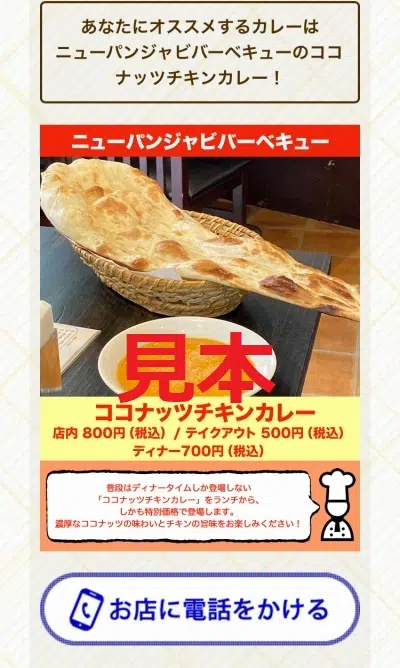 あなたにオススメするカレーは
ニューパンジャビバーベキューのココ
ナッツチキンカレー！
ニューパンジャビバーベキュー
見本
ココナッツチキンカレー
店内 800円（税込）/ テイクアウト 500円（税込）
ディナー700円（税込）
普段はディナータイムしか登場しない
「ココナッツチキンカレー」をランチから、
しかも特別価格で登場します。
濃厚なココナッツの味わいとチキンの旨味をお楽しみください！
お店に電話をかける